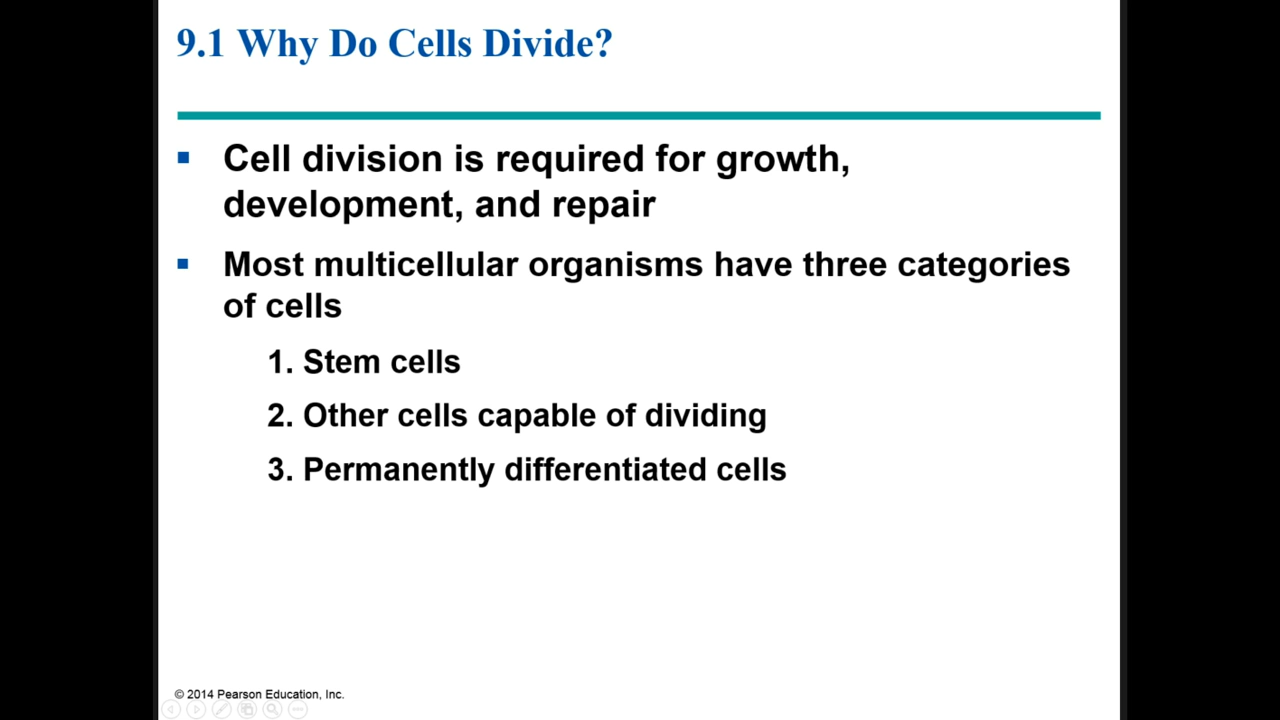 9.1 Why Do Cells Divide?
▪ Cell division is required for growth,
development, and repair
▪ Most multicellular organisms have three categories
of cells
1. Stem cells
2. Other cells capable of dividing
3. Permanently differentiated cells
© 2014 Pearson Education, Inc.